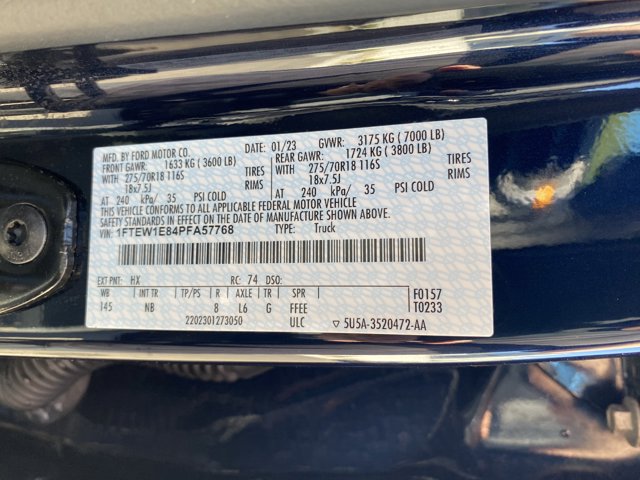 MFD. BY FORD MOTOR CO. DATE: 01/23 GVWR: 3175 KG ( 7000 LB)
FRONT GAWR: 1633 KG ( 3600 LB) REAR GAWR: 1724 KG ( 3800 LB)
WITH 275/70R18 116S TIRES WITH 275/70R18 116S TIRES
18x7.5J RIMS 18x7.5J RIMS
AT 240 kPa/ 35 PSI COLD AT 240 kPa/ 35 PSI COLD
THIS VEHICLE CONFORMS TO ALL APPLICABLE FEDERAL MOTOR VEHICLE
SAFETY STANDARDS IN EFFECT ON THE DATE OF MANUFACTURE SHOWN ABOVE.
VIN: 1FTEW1E84PFA57768 TYPE: Truck
EXT PNT: HX RC: 74 DSO: F0157
WB INT TR TP/PS R AXLE TR SPR T0233
145 NB 8 L6 G FFEE
2202301273050 ULC ▽ 5U5A-3520472-AA